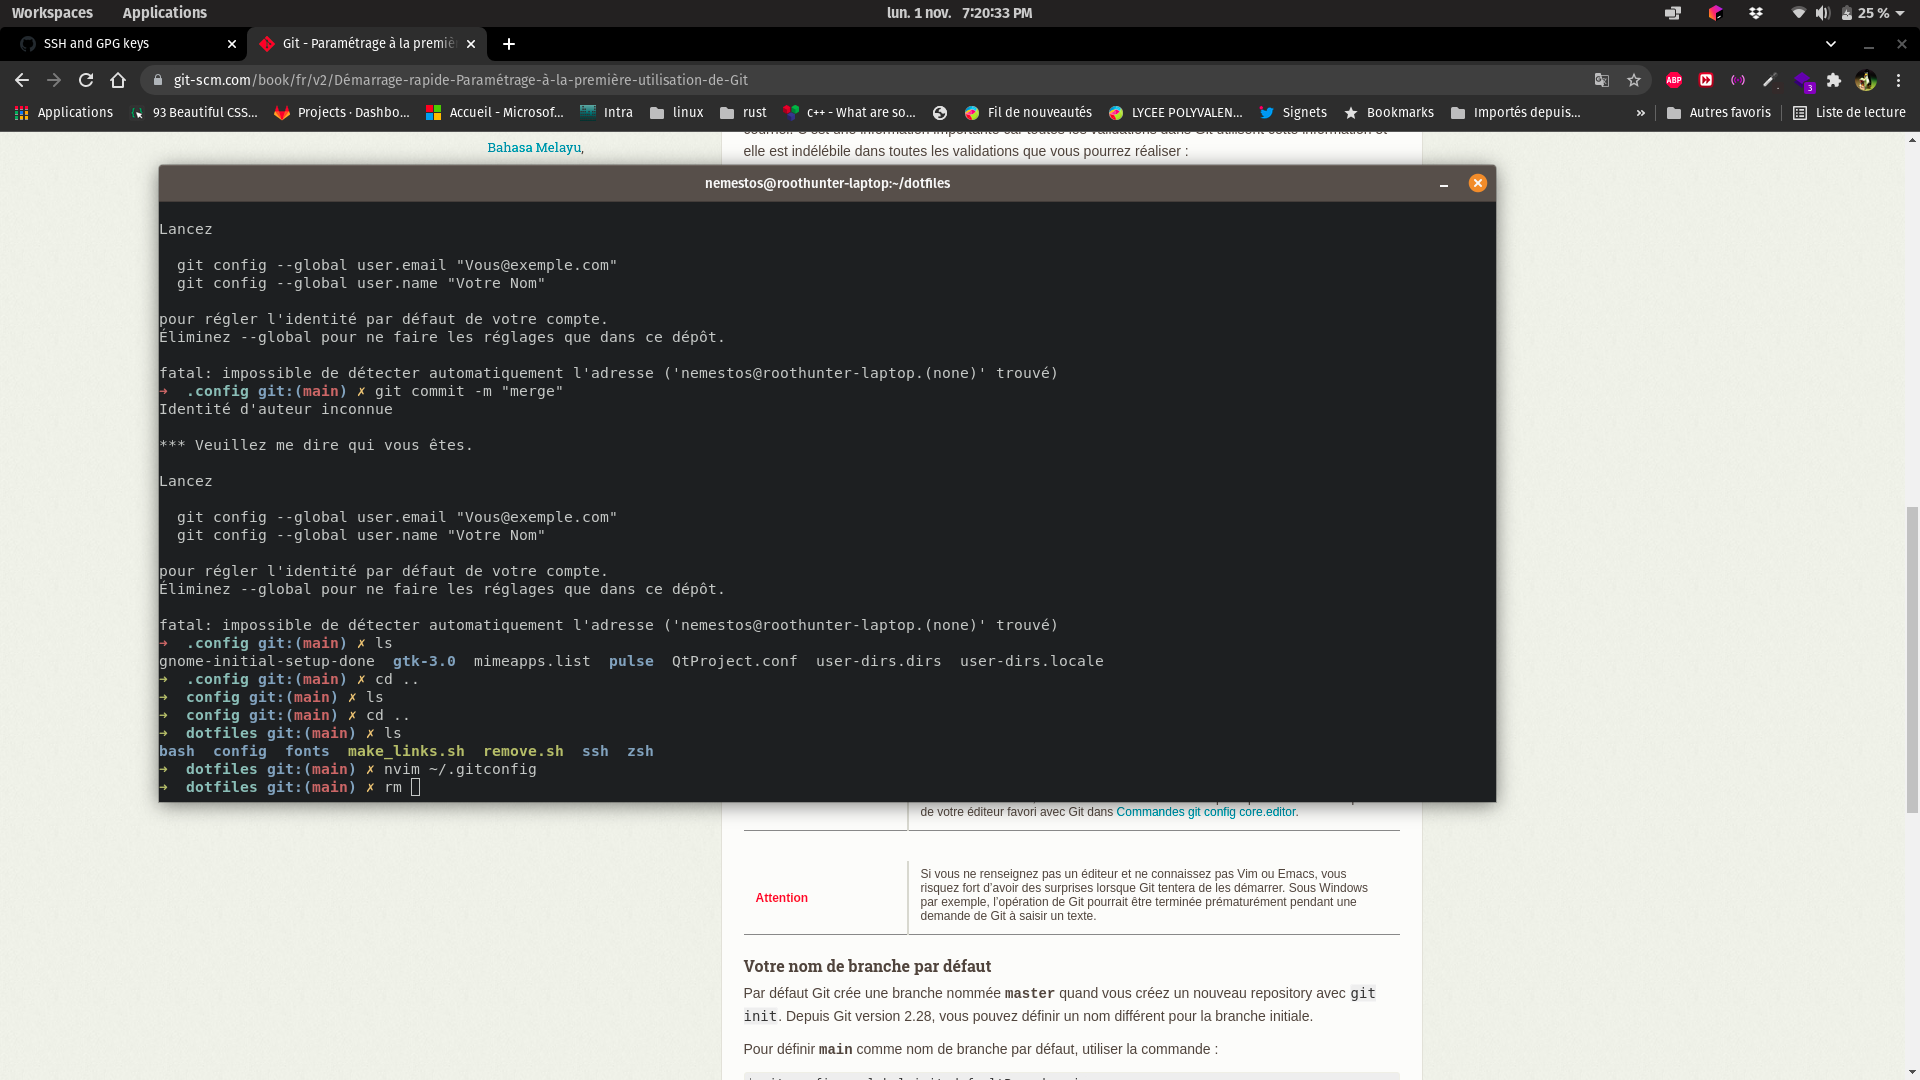 Workspaces Applications lun. 1 nov. 7:20:33 PM 25 %
SSH and GPG keys Git - Paramétrage à la premiè
git-scm.com/book/fr/v2/Démarrage-rapide-Paramétrage-à-la-première-utilisation-de-Git
ABP 3
Applications 93 Beautiful CSS... Projects · Dashbo... Accueil - Microsof... Intra linux rust c++ - What are so... Fil de nouveautés LYCEE POLYVALEN... Signets Bookmarks Importés depuis... » Autres favoris Liste de lecture
courriel. C'est une information importante car toutes les validations dans Git utilisent cette information et
Bahasa Melayu,
elle est indélébile dans toutes les validations que vous pourrez réaliser :
nemestos@roothunter-laptop:~/dotfiles
Lancez
git config --global user.email "Vous@exemple.com"
git config --global user.name "Votre Nom"
pour régler l'identité par défaut de votre compte.
Éliminez --global pour ne faire les réglages que dans ce dépôt.
fatal: impossible de détecter automatiquement l'adresse ('nemestos@roothunter-laptop.(none)' trouvé)
➜ .config git:(main) ✗ git commit -m "merge"
Identité d'auteur inconnue
*** Veuillez me dire qui vous êtes.
Lancez
git config --global user.email "Vous@exemple.com"
git config --global user.name "Votre Nom"
pour régler l'identité par défaut de votre compte.
Éliminez --global pour ne faire les réglages que dans ce dépôt.
fatal: impossible de détecter automatiquement l'adresse ('nemestos@roothunter-laptop.(none)' trouvé)
➜ .config git:(main) ✗ ls
gnome-initial-setup-done gtk-3.0 mimeapps.list pulse QtProject.conf user-dirs.dirs user-dirs.locale
➜ .config git:(main) ✗ cd ..
➜ config git:(main) ✗ ls
➜ config git:(main) ✗ cd ..
➜ dotfiles git:(main) ✗ ls
bash config fonts make_links.sh remove.sh ssh zsh
➜ dotfiles git:(main) ✗ nvim ~/.gitconfig
➜ dotfiles git:(main) ✗ rm
de votre éditeur favori avec Git dans Commandes git config core.editor.
Attention
Si vous ne renseignez pas un éditeur et ne connaissez pas Vim ou Emacs, vous
risquez fort d'avoir des surprises lorsque Git tentera de les démarrer. Sous Windows
par exemple, l'opération de Git pourrait être terminée prématurément pendant une
demande de Git à saisir un texte.
Votre nom de branche par défaut
Par défaut Git crée une branche nommée master quand vous créez un nouveau repository avec git
init. Depuis Git version 2.28, vous pouvez définir un nom différent pour la branche initiale.
Pour définir main comme nom de branche par défaut, utiliser la commande :